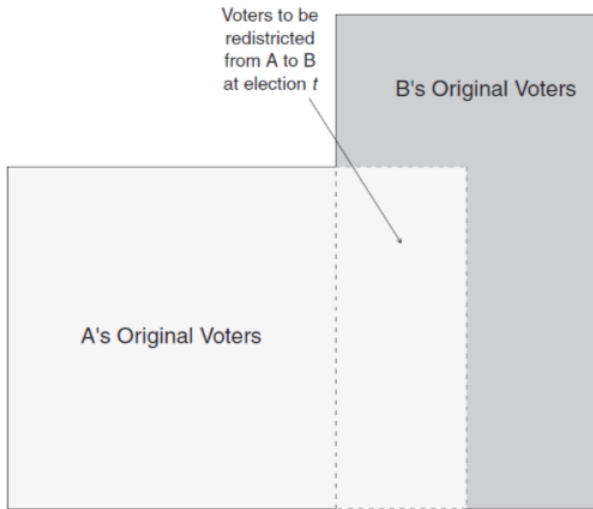 Voters to be
redistricted
from A to B
at election t
B's Original Voters
A's Original Voters